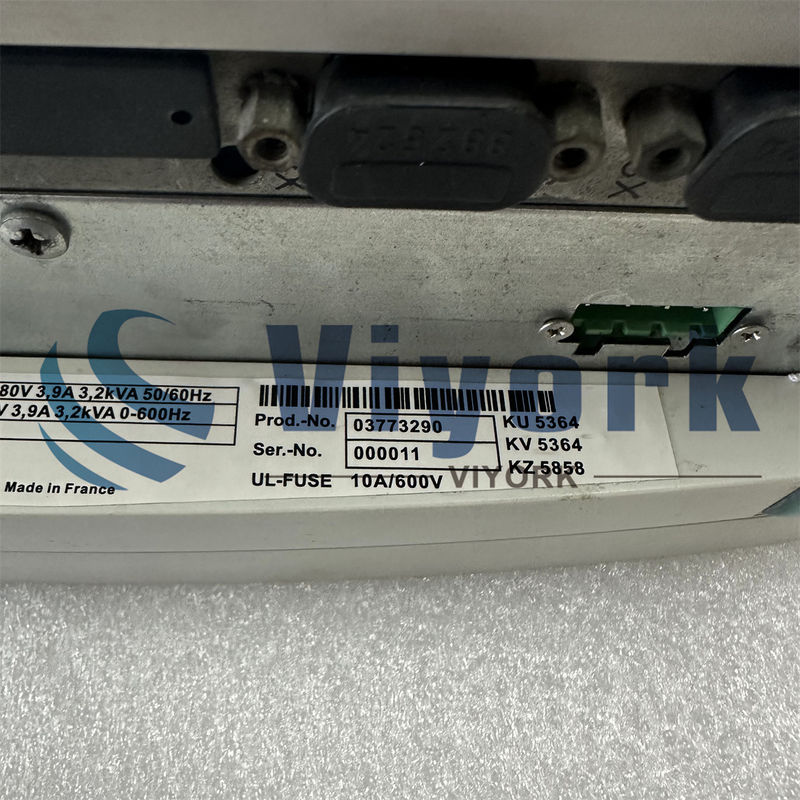 992524
X
X
Viyork
80V 3,9A 3,2kVA 50/60Hz
V 3,9A 3,2kVA 0-600Hz
Prod.-No. 03773290 KU 5364
Ser.-No. 000011 KV 5364
KZ 5858
UL-FUSE 10A/600V
VIYORK
Made in France